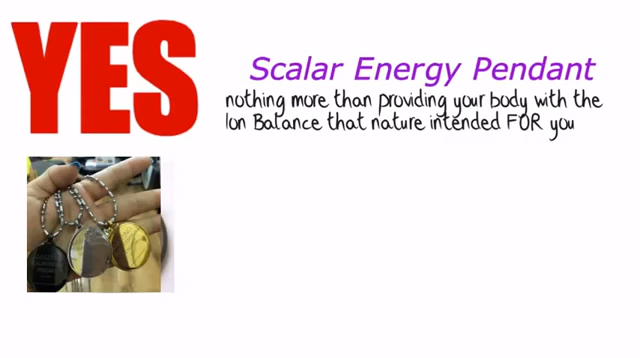 YES
Scalar Energy Pendant
nothing more than providing your body with the
Ion Balance that nature intended FOR you